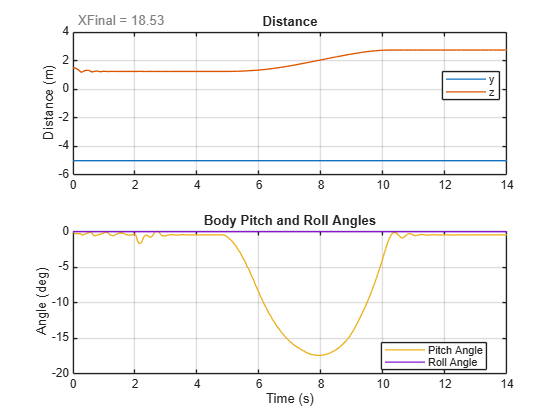 XFinal = 18.53
Distance
Distance (m)
4
2
0
-2
-4
-6
y
z
0 2 4 6 8 10 12 14
Body Pitch and Roll Angles
Angle (deg)
0
-5
-10
-15
-20
Pitch Angle
Roll Angle
0 2 4 6 8 10 12 14
Time (s)